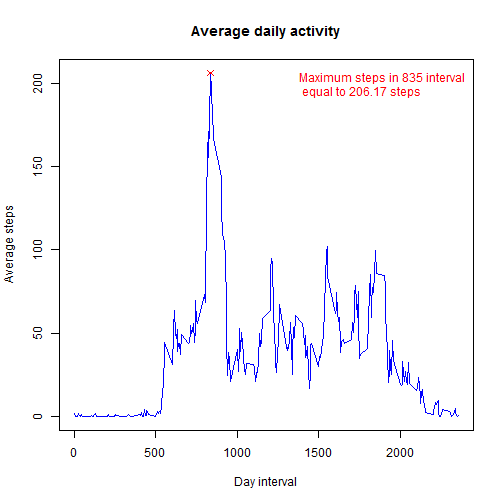 Average daily activity
Maximum steps in 835 interval
equal to 206.17 steps
Average steps
200
150
100
50
0
0 500 1000 1500 2000
Day interval